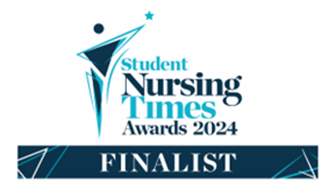 Student
Nursing
Times
Awards 2024
FINALIST